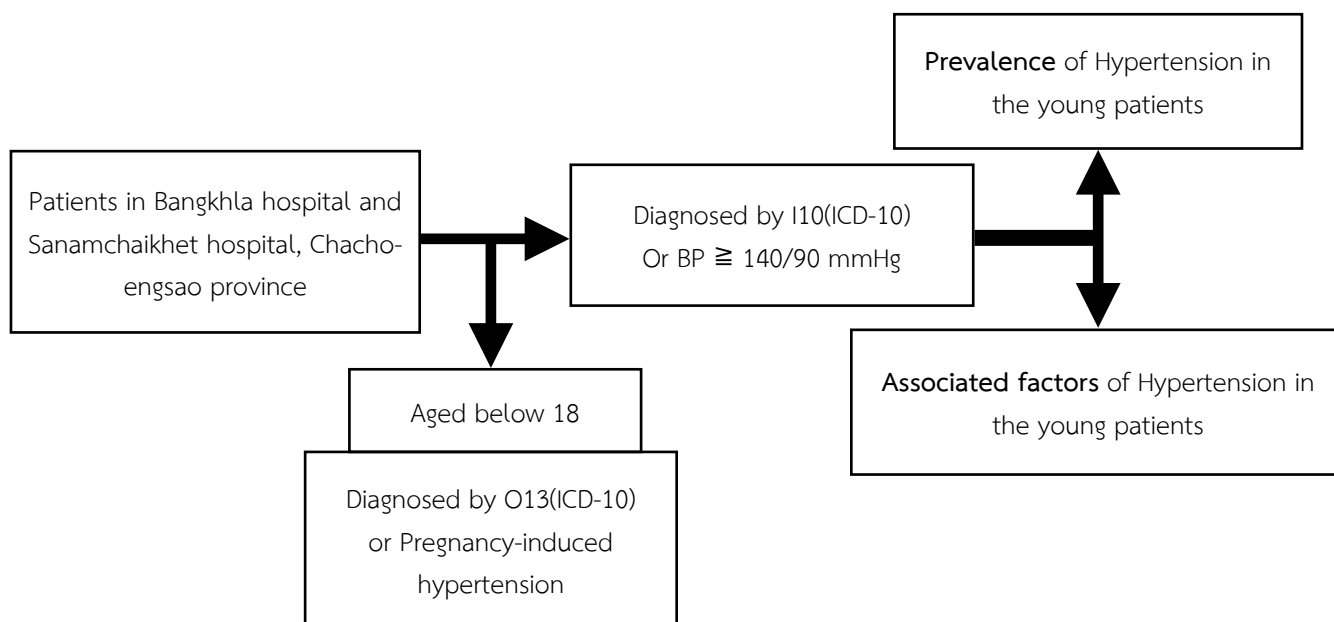 Patients in Bangkhla hospital and
Sanamchaikhet hospital, Chacho-
engsao province
Diagnosed by I10(ICD-10)
Or BP ≧ 140/90 mmHg
Prevalence of Hypertension in
the young patients
Associated factors of Hypertension in
the young patients
Aged below 18
Diagnosed by O13(ICD-10)
or Pregnancy-induced
hypertension